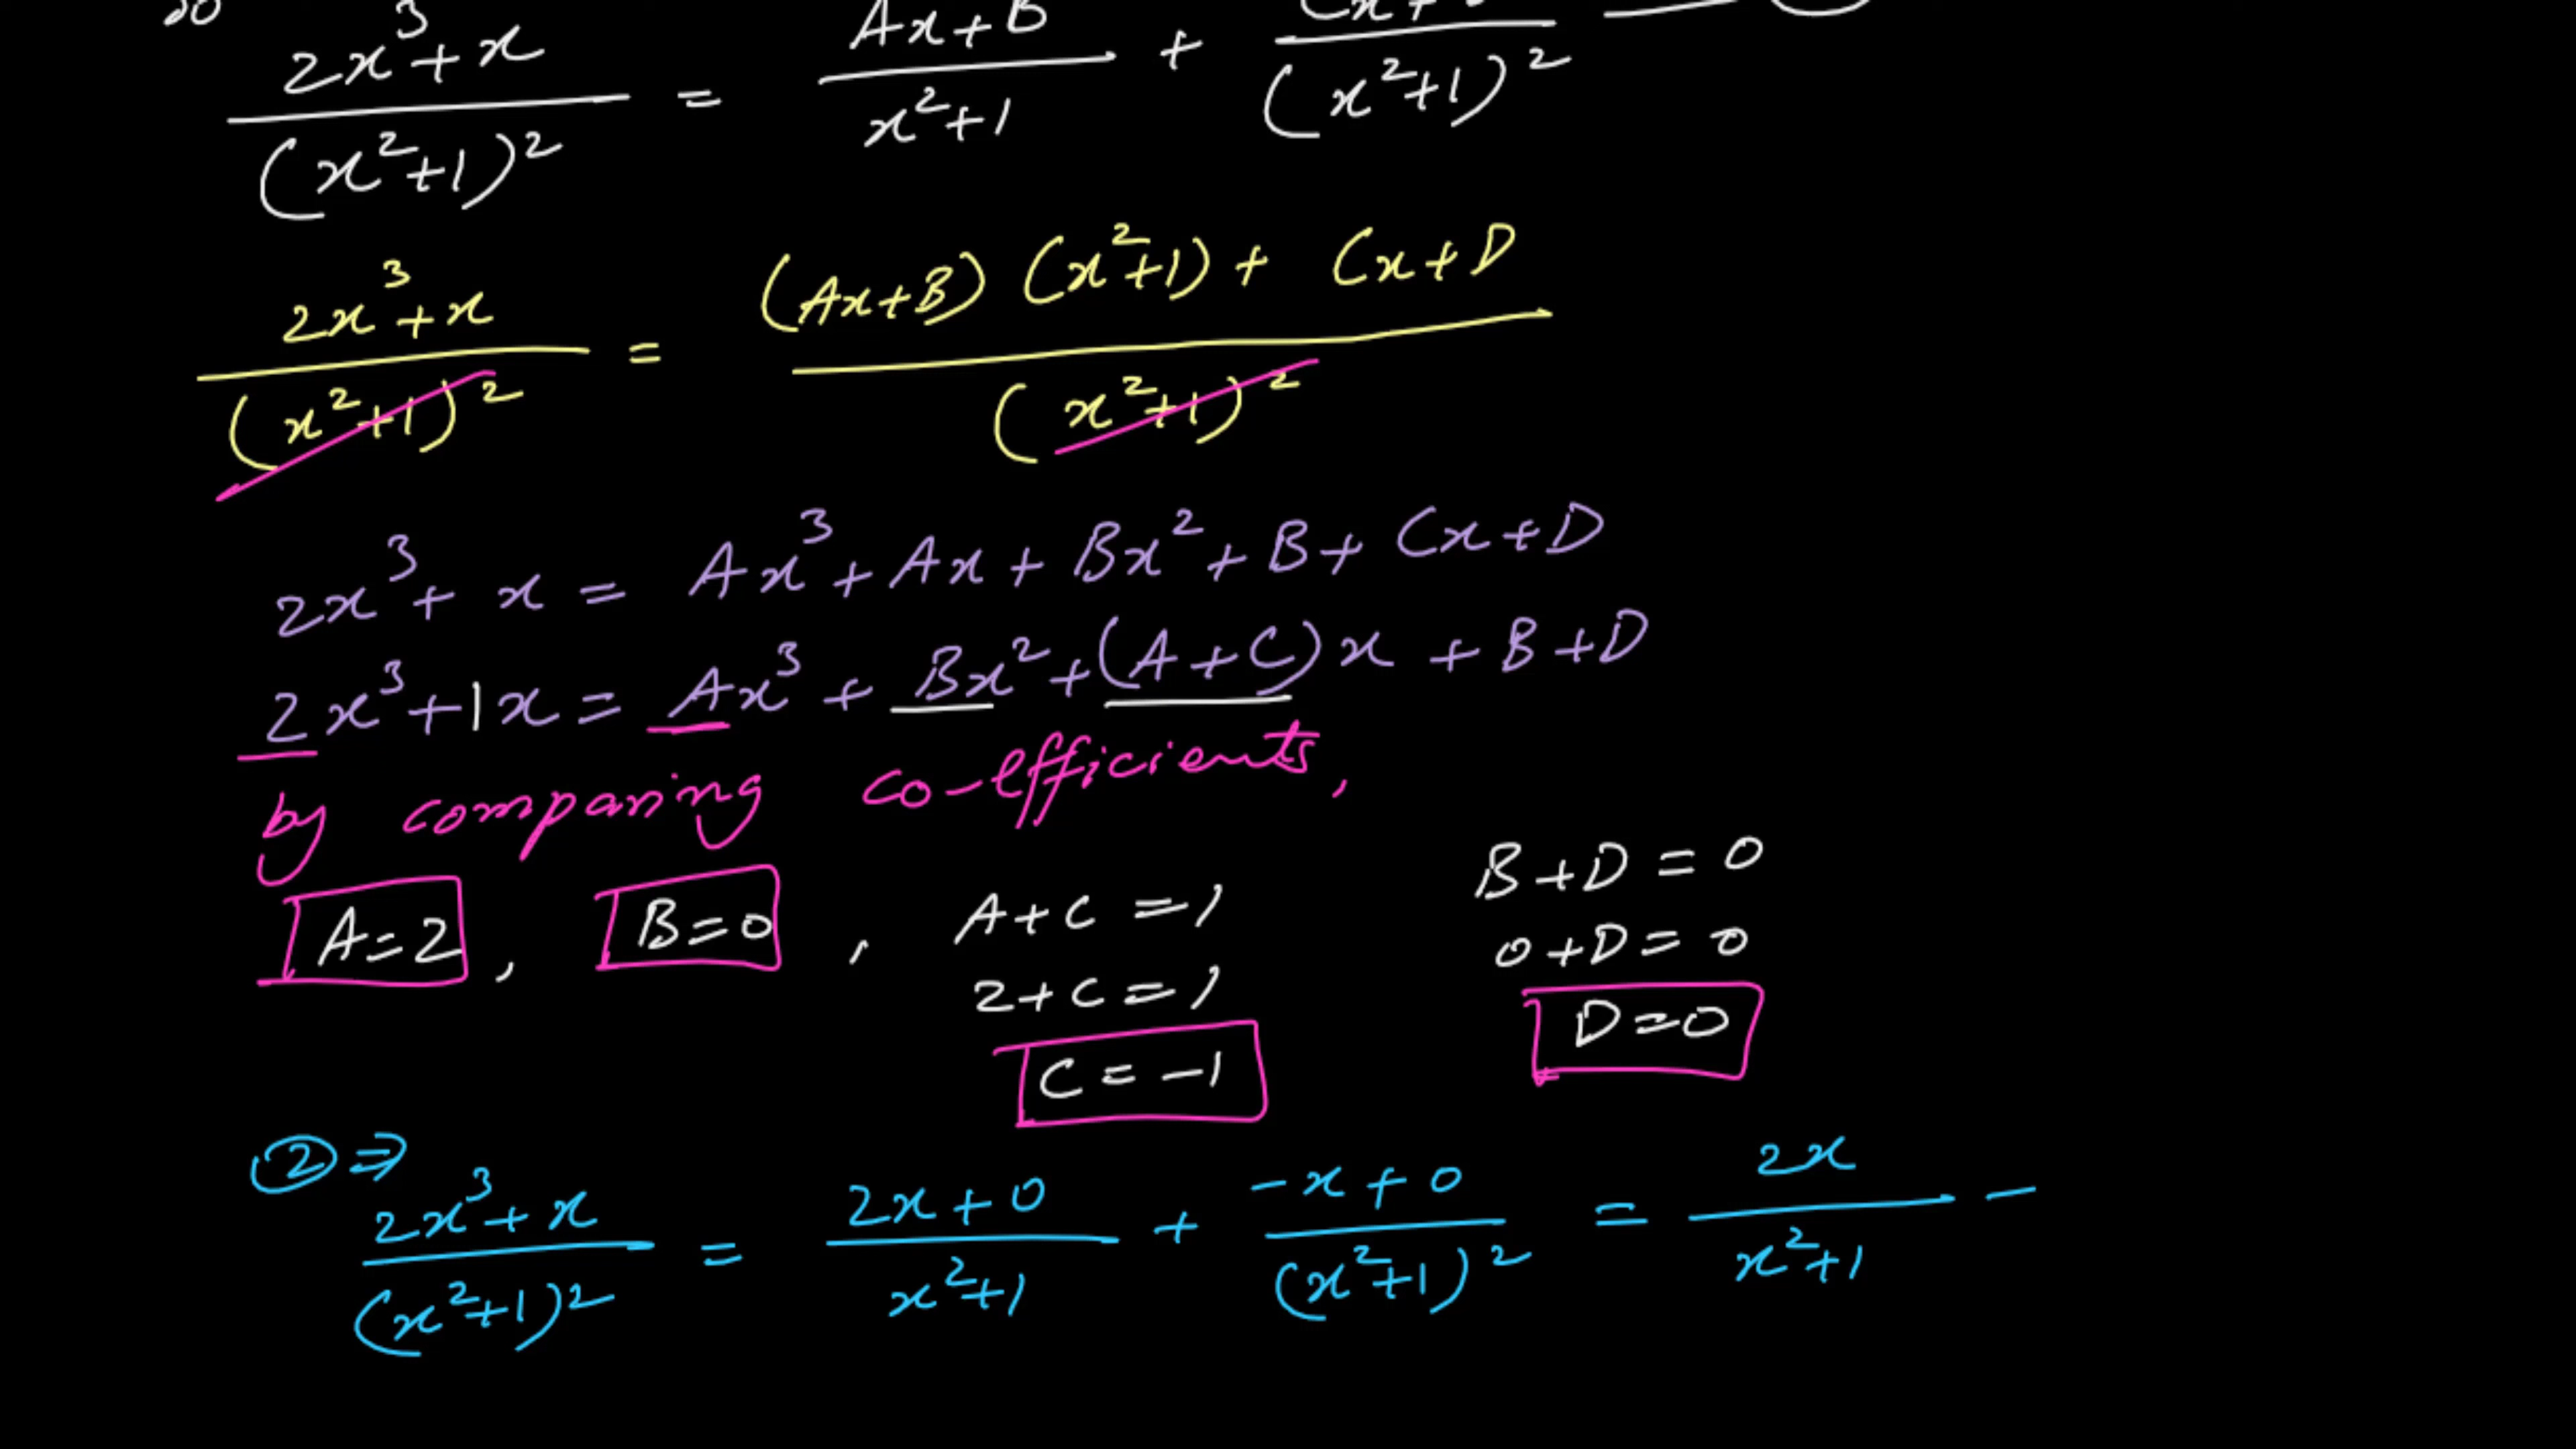 so
2x³+x / (x²+1)² = Ax+B / x²+1 + Cx+ / (x²+1)²
2x³+x / (x²+1)² = (Ax+B) (x²+1) + Cx+D / (x²+1)²
2x³+x = Ax³+Ax+Bx²+B+Cx+D
2x³+1x = Ax³+Bx²+(A+C)x+B+D
by comparing co-efficients,
A=2, B=0, A+C=1
2+C=1
C=-1
B+D=0
0+D=0
D=0
② ⇒
2x³+x / (x²+1)² = 2x+0 / x²+1 + -x+0 / (x²+1)² = 2x / x²+1 -